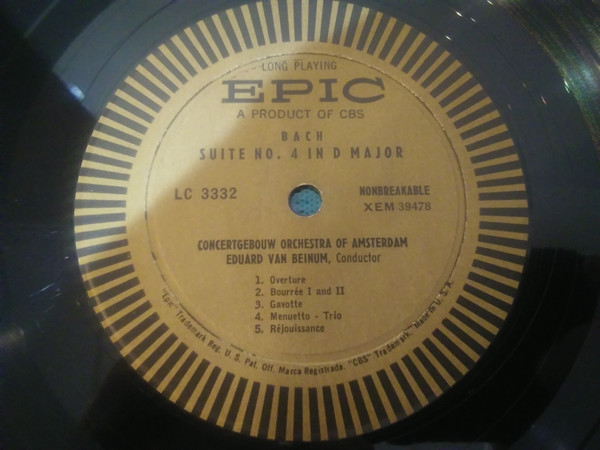 LONG PLAYING
EPIC
A PRODUCT OF CBS
BACH
SUITE NO. 4 IN D MAJOR
LC 3332
NONBREAKABLE
XEM 39478
CONCERTGEBOUW ORCHESTRA OF AMSTERDAM
EDUARD VAN BEINUM, Conductor
1. Overture
2. Bourrée I and II
3. Gavotte
4. Menuetto - Trio
5. Réjouissance
"Epic" Trademark Reg. U. S. Pat. Off. Marca Registrada. "CBS" Trademark. Made in U. S. A.